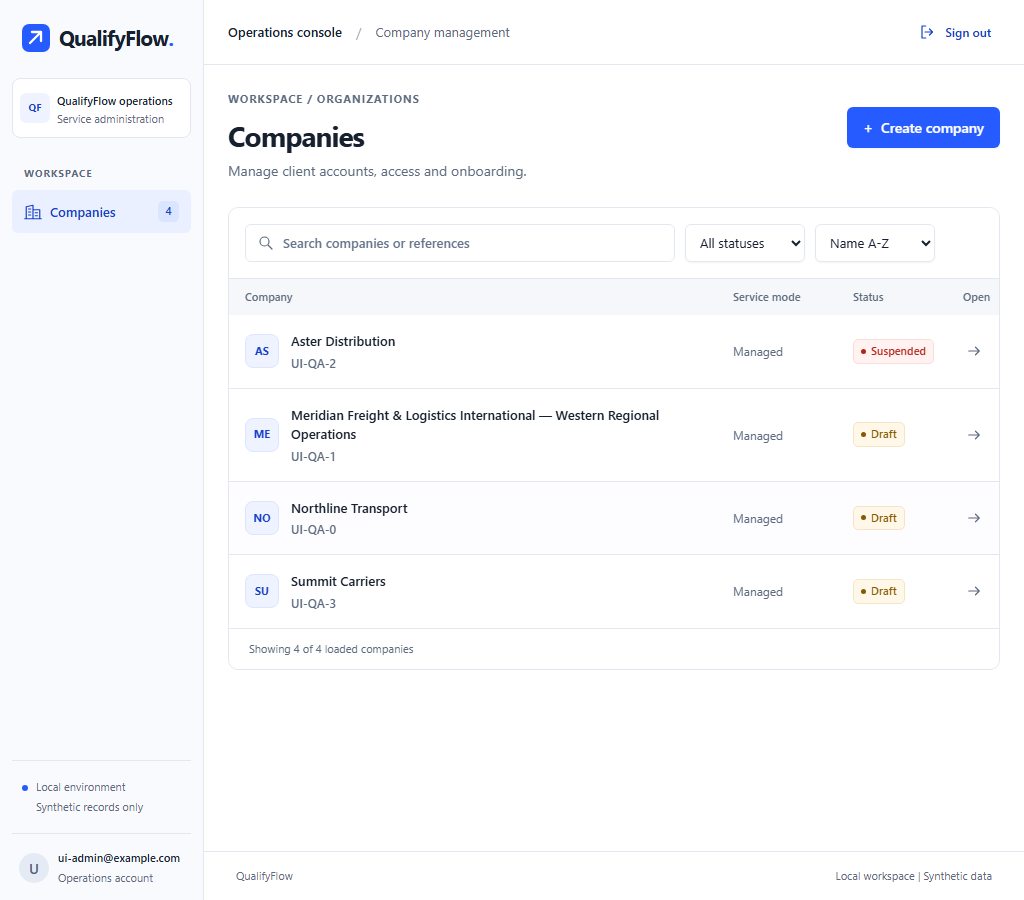 QualifyFlow.
QF
QualifyFlow operations
Service administration
WORKSPACE
Companies 4
Local environment
Synthetic records only
U
ui-admin@example.com
Operations account
Operations console / Company management
Sign out
WORKSPACE / ORGANIZATIONS
Companies
Manage client accounts, access and onboarding.
+ Create company
Search companies or references
All statuses
Name A-Z
Company Service mode Status Open
AS
Aster Distribution
UI-QA-2
Managed
Suspended
ME
Meridian Freight & Logistics International — Western Regional
Operations
UI-QA-1
Managed
Draft
NO
Northline Transport
UI-QA-0
Managed
Draft
SU
Summit Carriers
UI-QA-3
Managed
Draft
Showing 4 of 4 loaded companies
QualifyFlow
Local workspace | Synthetic data